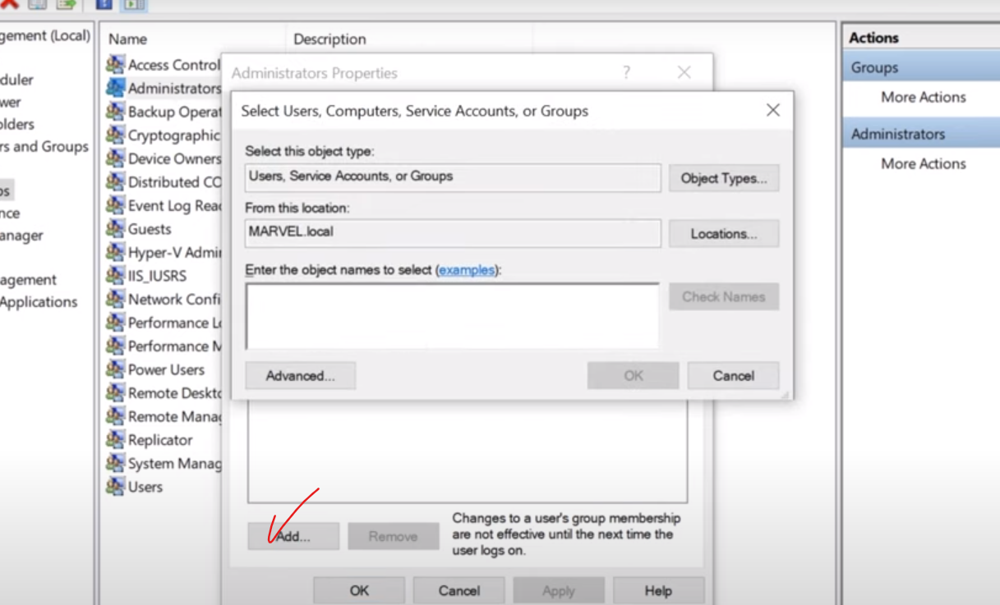 gement (Local)
duler
wer
olders
rs and Groups
ps
nce
anager
agement
Applications
Name Description
Access Control
Administrators
Backup Operat
Cryptographic
Device Owners
Distributed CO
Event Log Read
Guests
Hyper-V Admin
IIS_IUSRS
Network Confi
Performance Lo
Performance M
Power Users
Remote Deskto
Remote Manag
Replicator
System Manag
Users
Administrators Properties
?
Select Users, Computers, Service Accounts, or Groups
Select this object type:
Users, Service Accounts, or Groups
Object Types...
From this location:
MARVEL.local
Locations...
Enter the object names to select (examples):
Check Names
Advanced...
OK Cancel
Add... Remove
Changes to a user's group membership
are not effective until the next time the
user logs on.
OK Cancel Apply Help
Actions
Groups
More Actions
Administrators
More Actions